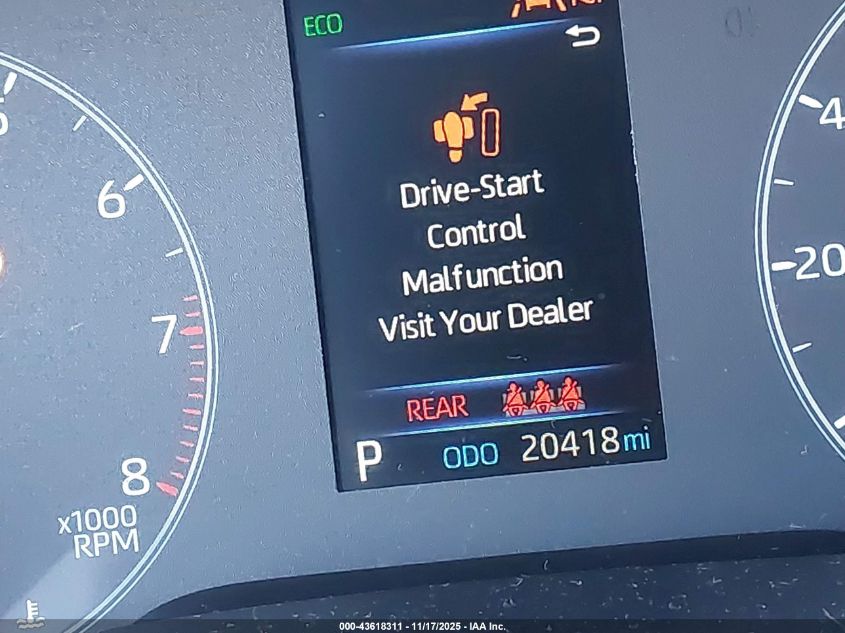 ECO
Drive-Start
Control
Malfunction
Visit Your Dealer
REAR
P ODO 20418 mi
6
7
8
x1000
RPM
4
20
000-43618311 - 11/17/2025 - IAA Inc.